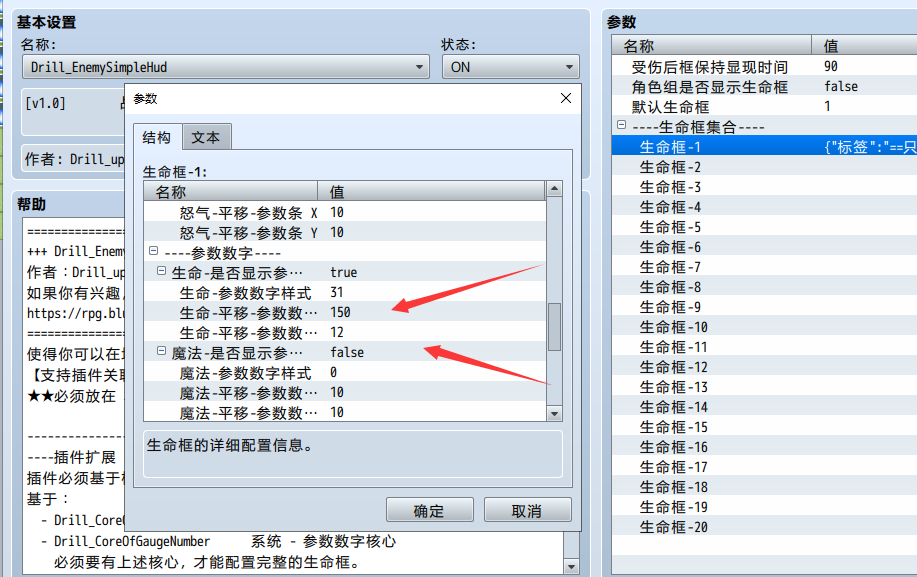 基本设置
名称:
状态:
Drill_EnemySimpleHud
ON
[v1.0]
作者: Drill_up
帮助
+++ Drill_Enemy
作者：Drill_up
如果你有兴趣，
https://rpg.blu
使得你可以在
【支持插件关联
★★必须放在
----插件扩展
插件必须基于
基于：
- Drill_Core
- Drill_CoreOfGaugeNumber 系统 - 参数数字核心
必须要有上述核心，才能配置完整的生命框。
参数
结构
文本
生命框-1:
名称 值
怒气-平移-参数条 X 10
怒气-平移-参数条 Y 10
----参数数字----
生命-是否显示参… true
生命-参数数字样式 31
生命-平移-参数数… 150
生命-平移-参数数… 12
魔法-是否显示参… false
魔法-参数数字样式 0
魔法-平移-参数数… 10
魔法-平移-参数数… 10
生命框的详细配置信息。
确定
取消
参数
名称 值
受伤后框保持显现时间 90
角色组是否显示生命框 false
默认生命框 1
----生命框集合----
生命框-1 {"标签":"==只
生命框-2
生命框-3
生命框-4
生命框-5
生命框-6
生命框-7
生命框-8
生命框-9
生命框-10
生命框-11
生命框-12
生命框-13
生命框-14
生命框-15
生命框-16
生命框-17
生命框-18
生命框-19
生命框-20